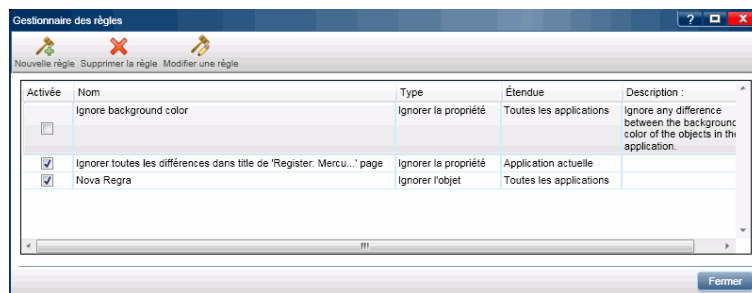 Gestionnaire des règles
Nouvelle règle Supprimer la règle Modifier une règle
Activée Nom Type Étendue Description :
Ignore background color Ignorer la propriété Toutes les applications Ignore any difference
between the background
color of the objects in the
application.
Ignorer toutes les différences dans title de 'Register: Mercu...' page Ignorer la propriété Application actuelle
Nova Regra Ignorer l'objet Toutes les applications
Fermer